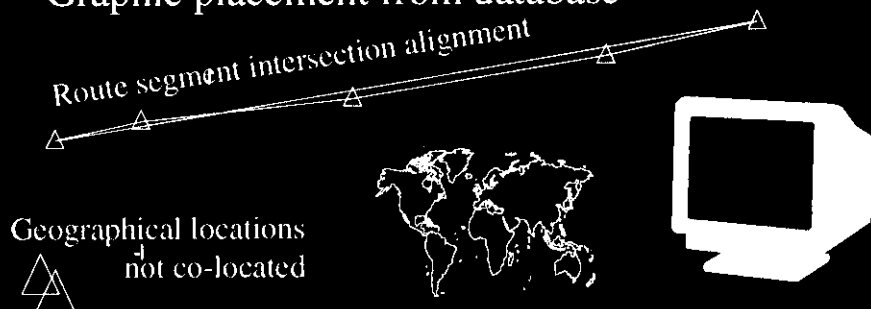 Graphic placement from database
Route segment intersection alignment
Geographical locations
not co-located